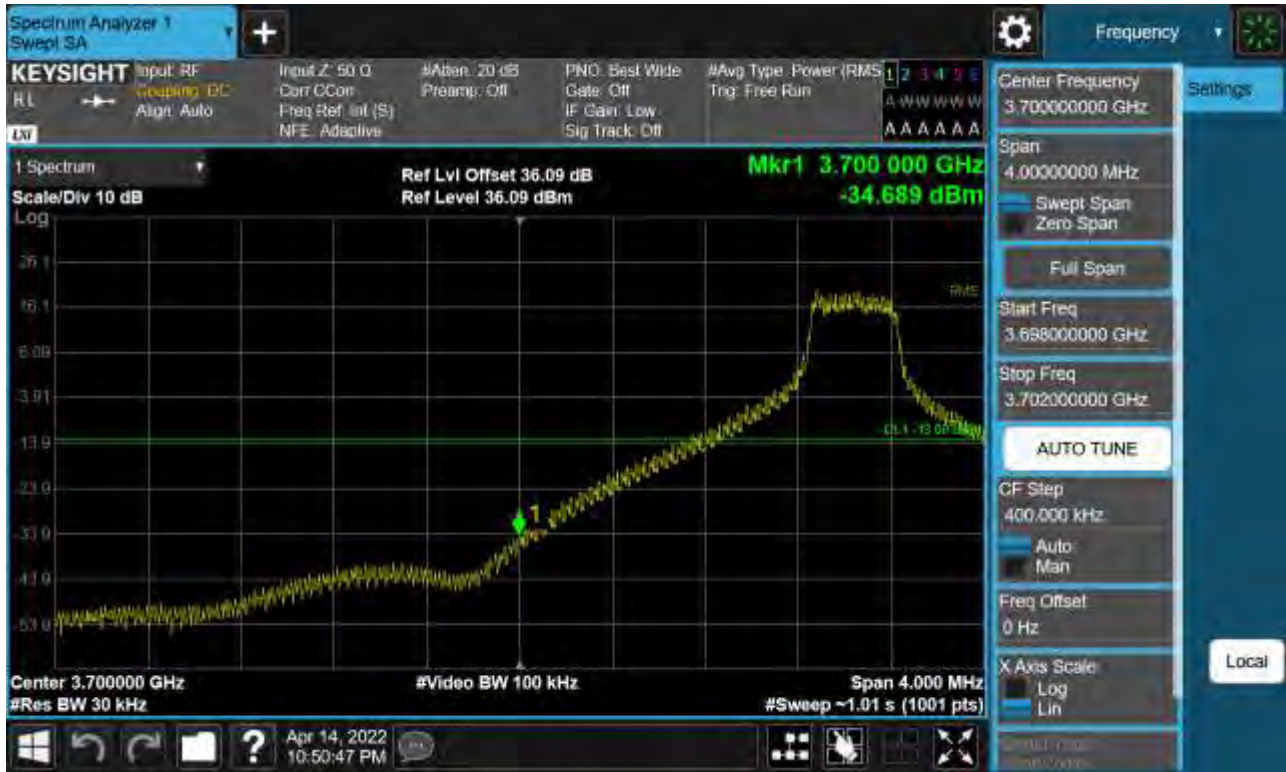 Spectrum Analyzer 1
Swept SA
Frequency
KEYSIGHT
Input: RF
Coupling: DC
Align: Auto
Input Z: 50 Ω
Corr CCorr
Freq Ref: Int (S)
NFE: Adaptive
#Atten: 20 dB
Preamp: Off
PNO: Best Wide
Gate: Off
IF Gain: Low
Sig Track: Off
#Avg Type: Power (RMS
Trig: Free Run
1 2 3 4 5 6
A W W W W W
A A A A A A
RL
LXI
Settings
1 Spectrum
Scale/Div 10 dB
Log
Ref Lvl Offset 36.09 dB
Ref Level 36.09 dBm
Mkr1 3.700 000 GHz
-34.689 dBm
26.1
16.1
6.09
-3.91
-13.9
-23.9
-33.9
-43.9
-53.9
RMS
DL1 -13.00 dBm
1
Center 3.700000 GHz
#Res BW 30 kHz
#Video BW 100 kHz
Span 4.000 MHz
#Sweep ~1.01 s (1001 pts)
Center Frequency
3.700000000 GHz
Span
4.00000000 MHz
Swept Span
Zero Span
Full Span
Start Freq
3.698000000 GHz
Stop Freq
3.702000000 GHz
AUTO TUNE
CF Step
400.000 kHz
Auto
Man
Freq Offset
0 Hz
X Axis Scale
Log
Lin
Local
?
Apr 14, 2022
10:50:47 PM